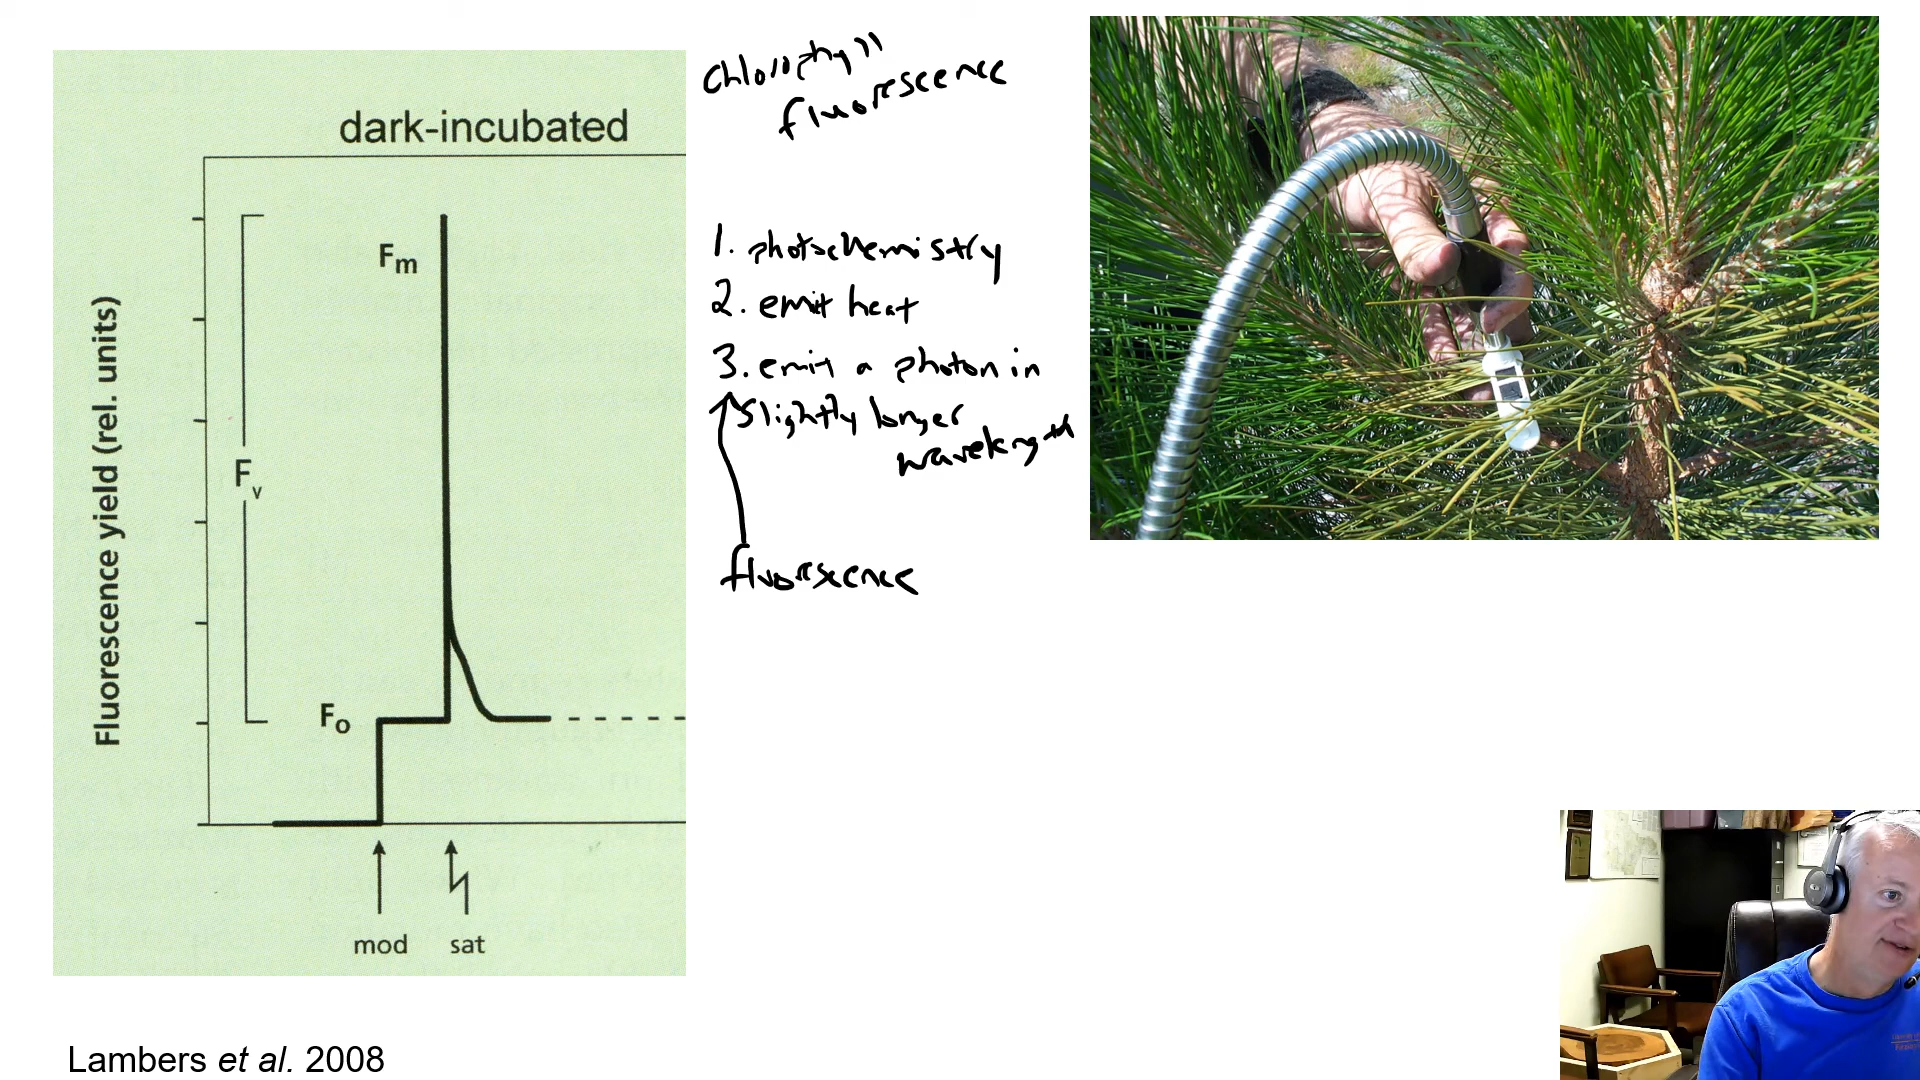 dark-incubated
Fluorescence yield (rel. units)
Fm
Fv
Fo
mod
sat
Lambers et al. 2008
chlorophyll
fluorescence
1. photochemistry
2. emit heat
3. emit a photon in
slightly longer
wavelength
fluorescence